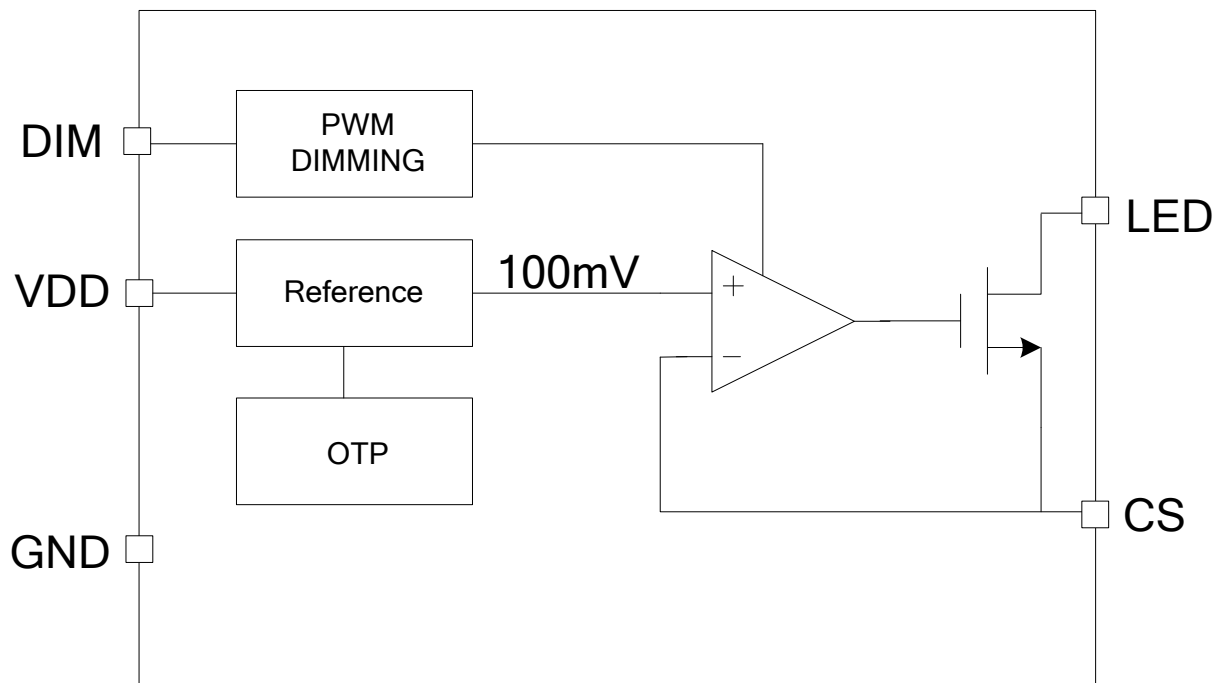 PWM
DIMMING
DIM
LED
VDD
Reference
100mV
+
−
OTP
CS
GND